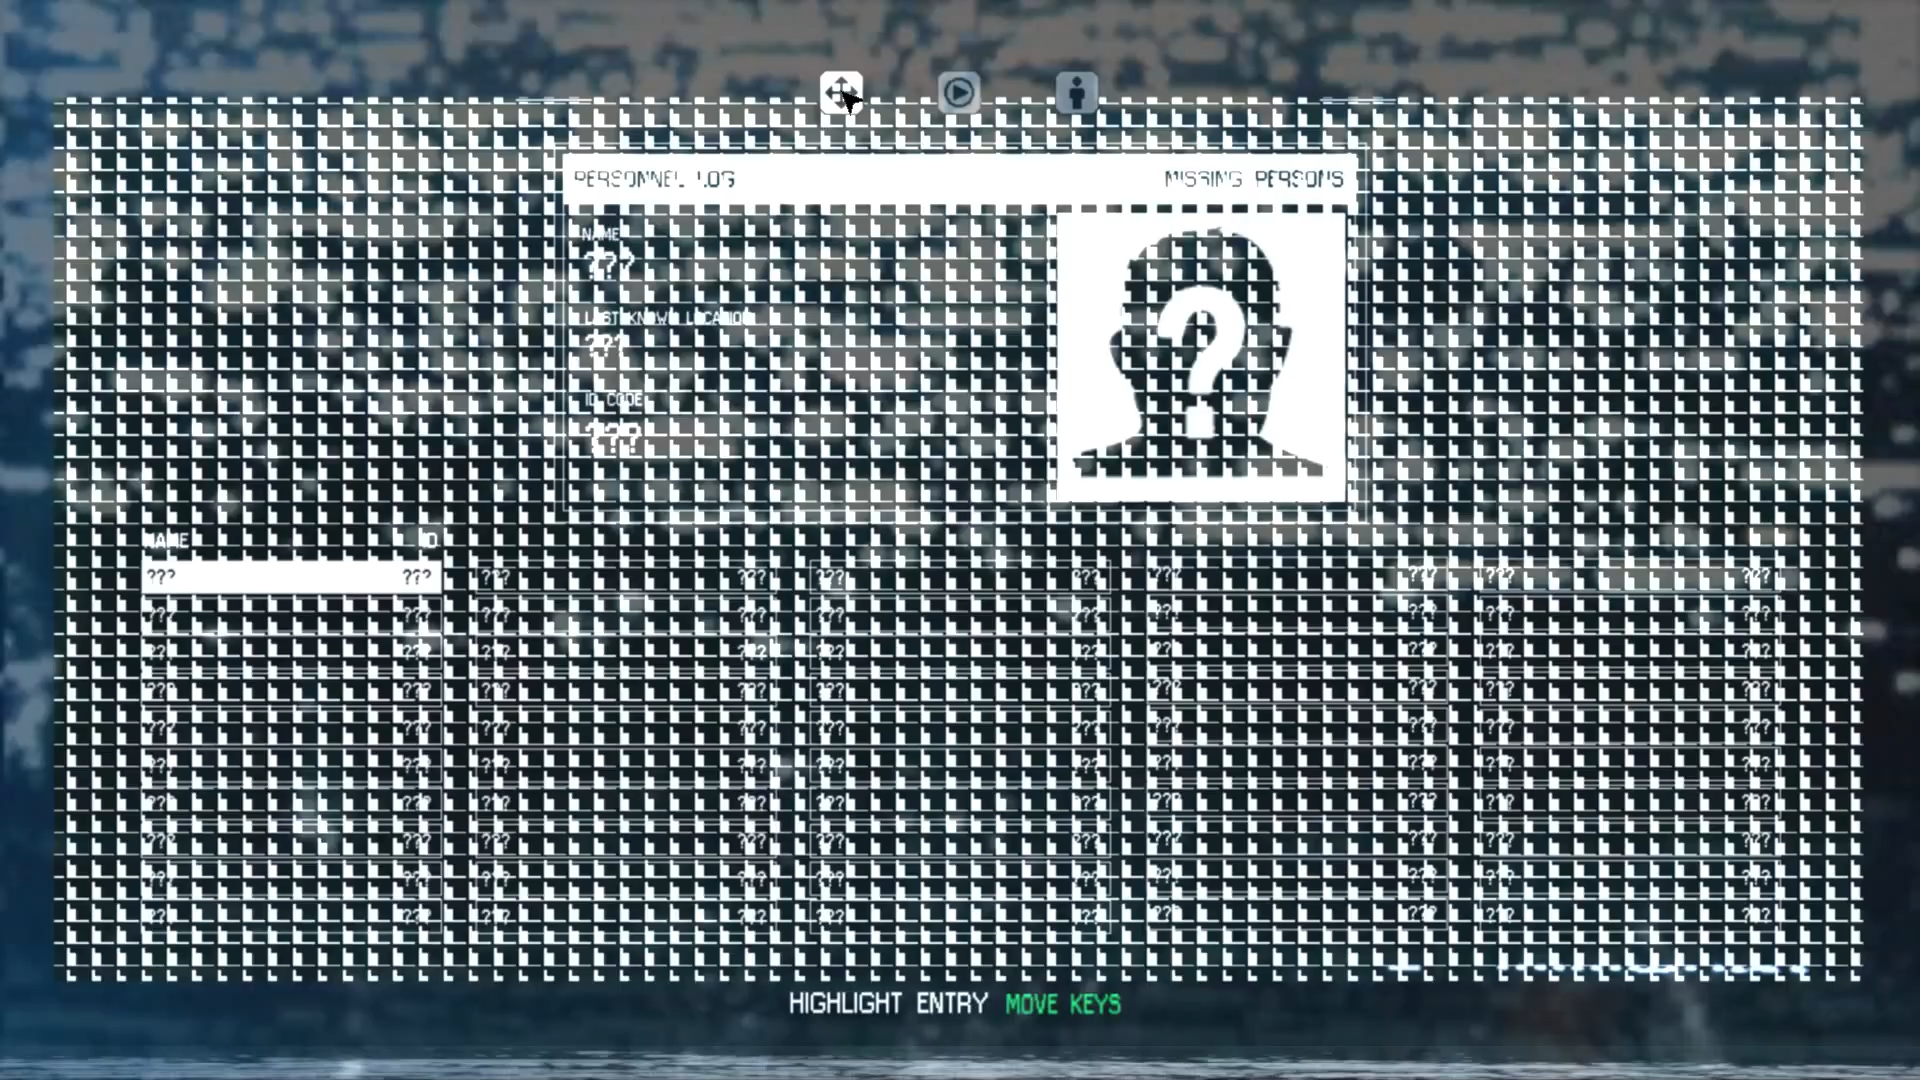 PERSONNEL LOG MISSING PERSONS
NAME
???
LAST KNOWN LOCATION
???
ID CODE
???
NAME ID
??? ??? ??? ??? ??? ??? ??? ??? ??? ???
??? ??? ??? ??? ??? ??? ??? ??? ??? ???
??? ??? ??? ??? ??? ??? ??? ??? ??? ???
??? ??? ??? ??? ??? ??? ??? ??? ??? ???
??? ??? ??? ??? ??? ??? ??? ??? ??? ???
??? ??? ??? ??? ??? ??? ??? ??? ??? ???
??? ??? ??? ??? ??? ??? ??? ??? ??? ???
??? ??? ??? ??? ??? ??? ??? ??? ??? ???
??? ??? ??? ??? ??? ??? ??? ??? ??? ???
??? ??? ??? ??? ??? ??? ??? ??? ??? ???
HIGHLIGHT ENTRY MOVE KEYS